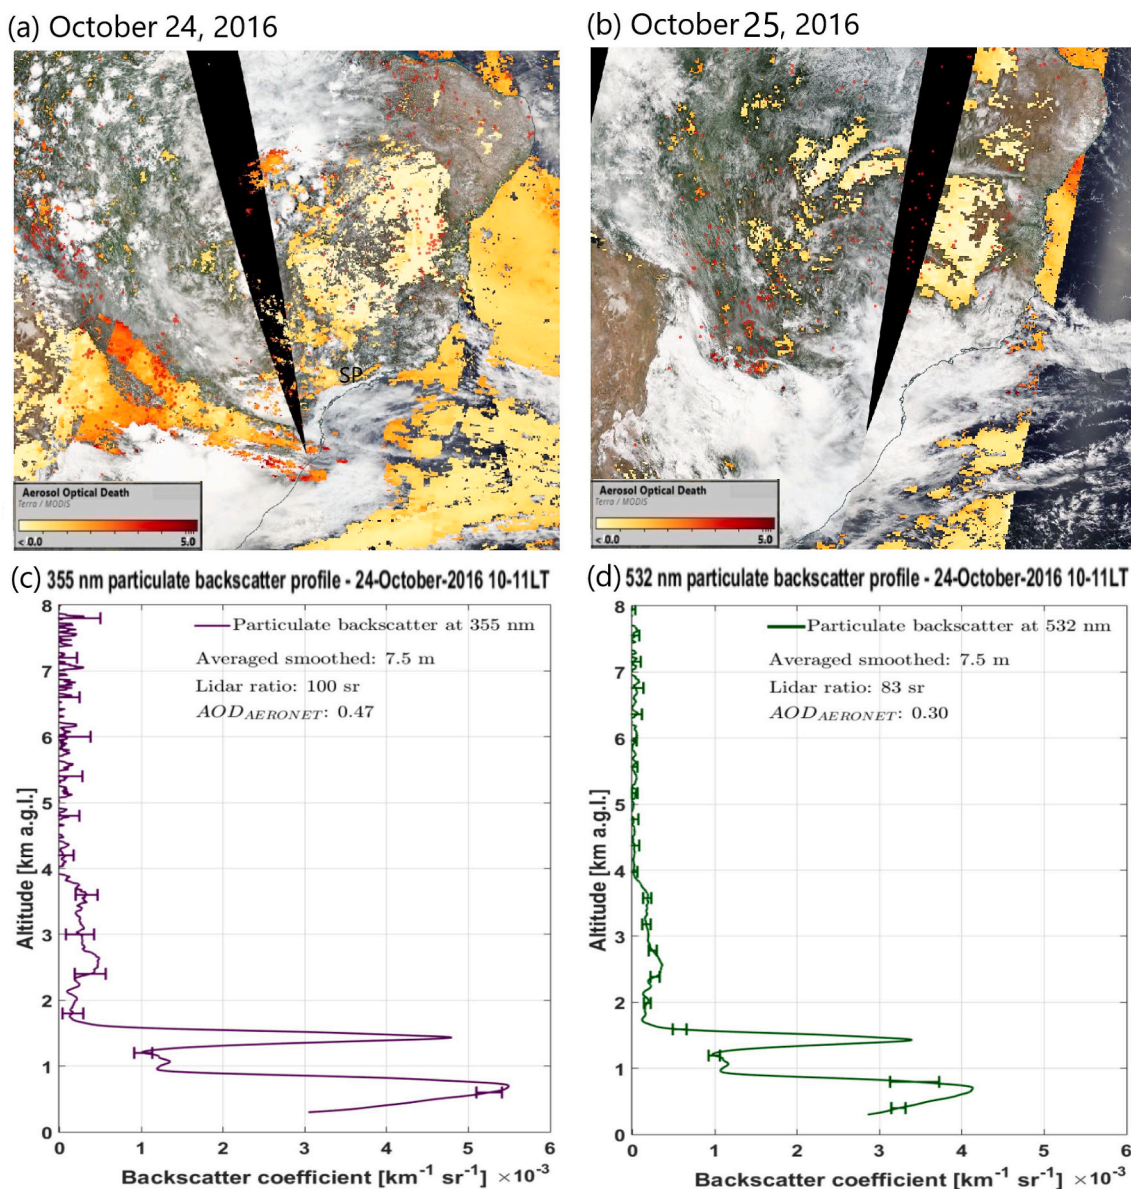 (a) October 24, 2016
(b) October 25, 2016
SP
Aerosol Optical Death
Terra / MODIS
< 0.0 5.0
Aerosol Optical Death
Terra / MODIS
< 0.0 5.0
(c) 355 nm particulate backscatter profile - 24-October-2016 10-11LT
Particulate backscatter at 355 nm
Averaged smoothed: 7.5 m
Lidar ratio: 100 sr
AOD_AERONET: 0.47
Altitude [km a.g.l.]
8
7
6
5
4
3
2
1
0
0 1 2 3 4 5 6
Backscatter coefficient [km⁻¹ sr⁻¹] ×10⁻³
(d) 532 nm particulate backscatter profile - 24-October-2016 10-11LT
Particulate backscatter at 532 nm
Averaged smoothed: 7.5 m
Lidar ratio: 83 sr
AOD_AERONET: 0.30
Altitude [km a.g.l.]
8
7
6
5
4
3
2
1
0
0 1 2 3 4 5 6
Backscatter coefficient [km⁻¹ sr⁻¹] ×10⁻³